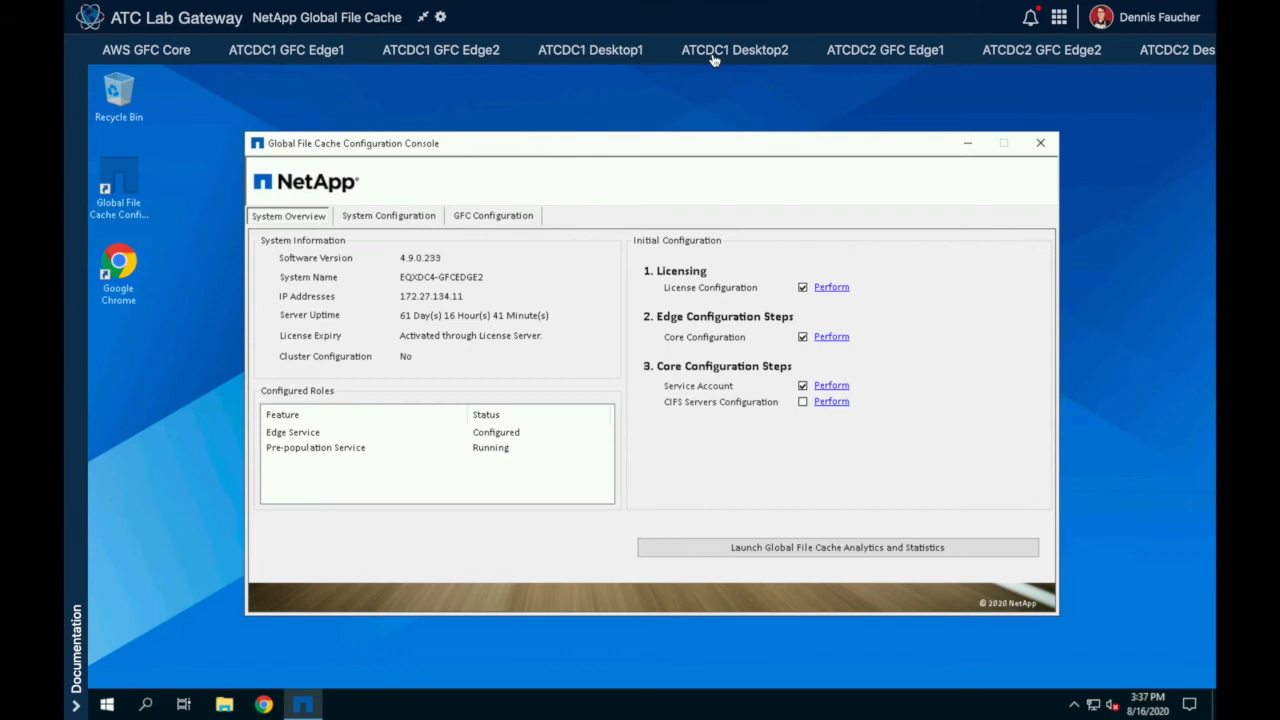 ATC Lab Gateway NetApp Global File Cache Dennis Faucher
AWS GFC Core ATCDC1 GFC Edge1 ATCDC1 GFC Edge2 ATCDC1 Desktop1 ATCDC1 Desktop2 ATCDC2 GFC Edge1 ATCDC2 GFC Edge2 ATCDC2 Des
Recycle Bin
Global File
Cache Confi...
Google
Chrome
Global File Cache Configuration Console
NetApp®
System Overview System Configuration GFC Configuration
System Information
Software Version 4.9.0.233
System Name EQXDC4-GFCEDGE2
IP Addresses 172.27.134.11
Server Uptime 61 Day(s) 16 Hour(s) 41 Minute(s)
License Expiry Activated through License Server.
Cluster Configuration No
Configured Roles
Feature Status
Edge Service Configured
Pre-population Service Running
Initial Configuration
1. Licensing
License Configuration Perform
2. Edge Configuration Steps
Core Configuration Perform
3. Core Configuration Steps
Service Account Perform
CIFS Servers Configuration Perform
Launch Global File Cache Analytics and Statistics
© 2020 NetApp
Documentation
3:37 PM
8/16/2020